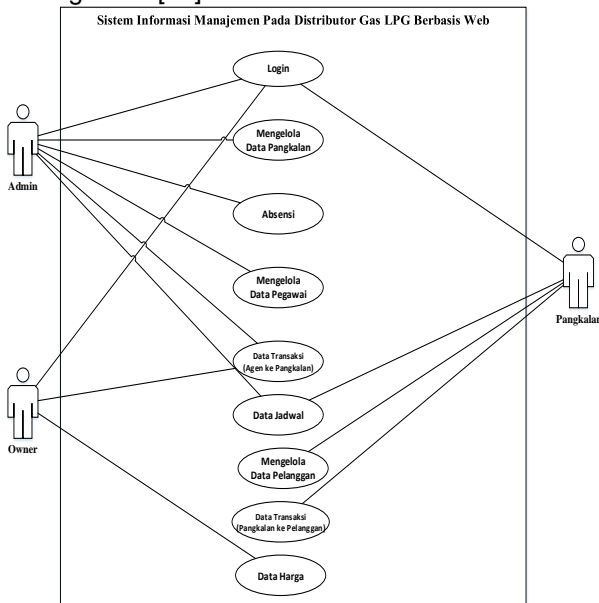 Sistem Informasi Manajemen Pada Distributor Gas LPG Berbasis Web
Login
Mengelola
Data Pangkalan
Admin
Absensi
Mengelola
Data Pegawai
Pangkalan
Data Transaksi
(Agen ke Pangkalan)
Data Jadwal
Owner
Mengelola
Data Pelanggan
Data Transaksi
(Pangkalan ke Pelanggan)
Data Harga